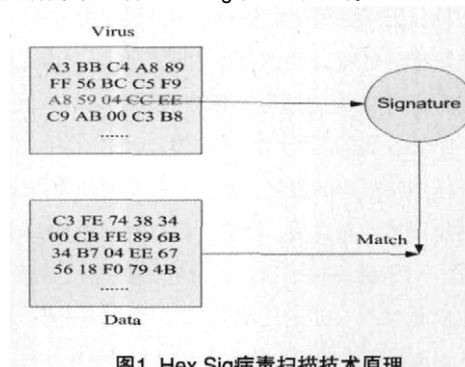 Virus
A3 BB C4 A8 89
FF 56 BC C5 F9
A8 59 04 CC EE
C9 AB 00 C3 B8
......
Signature
C3 FE 74 38 34
00 CB FE 89 6B
34 B7 04 EE 67
56 18 F0 79 4B
......
Match
Data
图1 Hex Sig病毒扫描技术原理